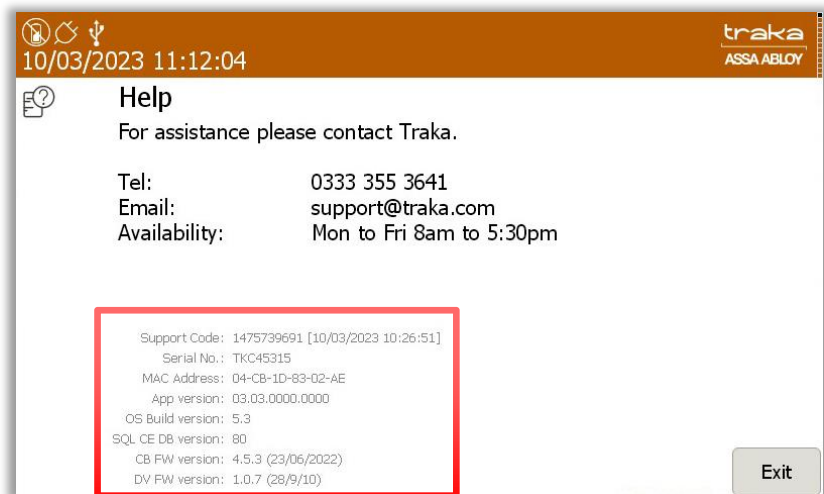 traka
10/03/2023 11:12:04
ASSA ABLOY
Help
For assistance please contact Traka.
Tel: 0333 355 3641
Email: support@traka.com
Availability: Mon to Fri 8am to 5:30pm
Support Code: 1475739691 [10/03/2023 10:26:51]
Serial No.: TKC45315
MAC Address: 04-CB-1D-83-02-AE
App version: 03.03.0000.0000
OS Build version: 5.3
SQL CE DB version: 80
CB FW version: 4.5.3 (23/06/2022)
DV FW version: 1.0.7 (28/9/10)
Exit